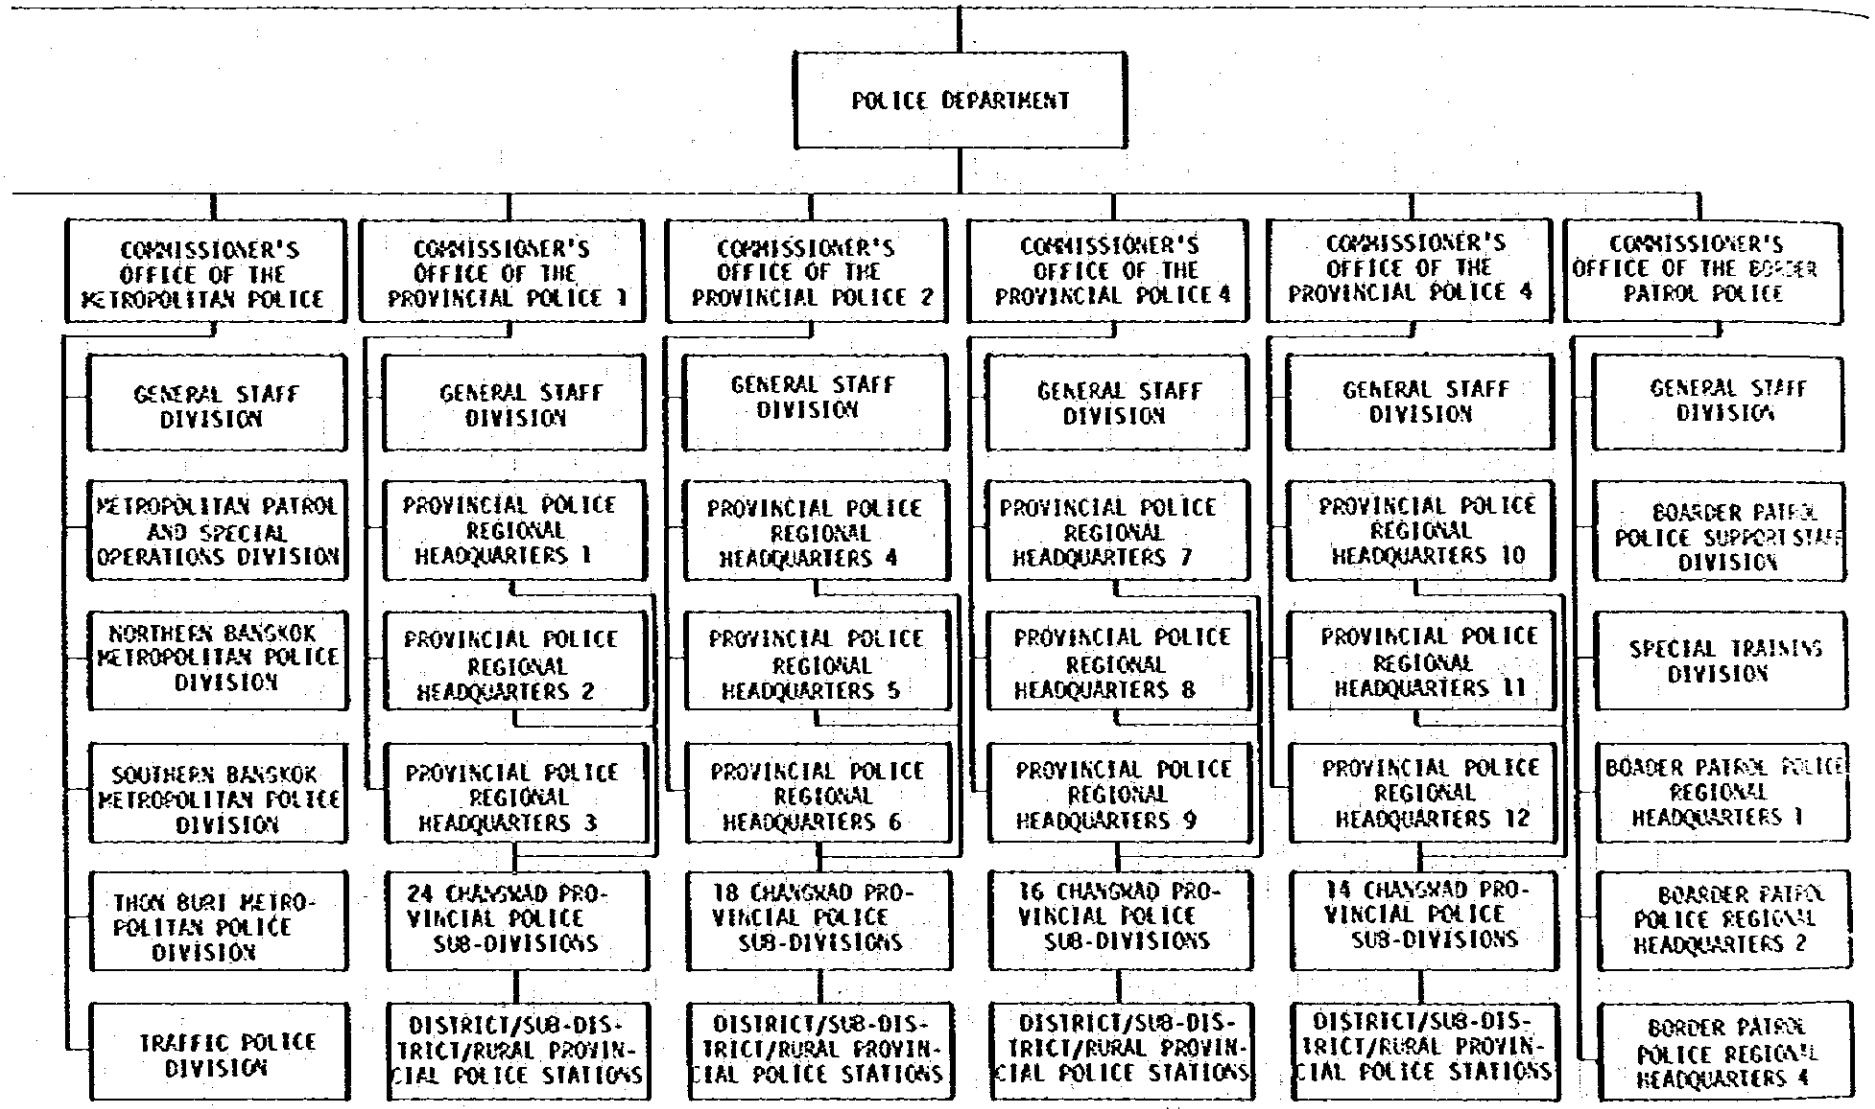 POLICE DEPARTMENT
COMMISSIONER'S
OFFICE OF THE
METROPOLITAN POLICE
COMMISSIONER'S
OFFICE OF THE
PROVINCIAL POLICE 1
COMMISSIONER'S
OFFICE OF THE
PROVINCIAL POLICE 2
COMMISSIONER'S
OFFICE OF THE
PROVINCIAL POLICE 4
COMMISSIONER'S
OFFICE OF THE
PROVINCIAL POLICE 4
COMMISSIONER'S
OFFICE OF THE BORDER
PATROL POLICE
GENERAL STAFF
DIVISION
GENERAL STAFF
DIVISION
GENERAL STAFF
DIVISION
GENERAL STAFF
DIVISION
GENERAL STAFF
DIVISION
GENERAL STAFF
DIVISION
METROPOLITAN PATROL
AND SPECIAL
OPERATIONS DIVISION
PROVINCIAL POLICE
REGIONAL
HEADQUARTERS 1
PROVINCIAL POLICE
REGIONAL
HEADQUARTERS 4
PROVINCIAL POLICE
REGIONAL
HEADQUARTERS 7
PROVINCIAL POLICE
REGIONAL
HEADQUARTERS 10
BOARDER PATROL
POLICE SUPPORT STAFF
DIVISION
NORTHERN BANGKOK
METROPOLITAN POLICE
DIVISION
PROVINCIAL POLICE
REGIONAL
HEADQUARTERS 2
PROVINCIAL POLICE
REGIONAL
HEADQUARTERS 5
PROVINCIAL POLICE
REGIONAL
HEADQUARTERS 8
PROVINCIAL POLICE
REGIONAL
HEADQUARTERS 11
SPECIAL TRAINING
DIVISION
SOUTHERN BANGKOK
METROPOLITAN POLICE
DIVISION
PROVINCIAL POLICE
REGIONAL
HEADQUARTERS 3
PROVINCIAL POLICE
REGIONAL
HEADQUARTERS 6
PROVINCIAL POLICE
REGIONAL
HEADQUARTERS 9
PROVINCIAL POLICE
REGIONAL
HEADQUARTERS 12
BOADER PATROL POLICE
REGIONAL
HEADQUARTERS 1
THON BURI METRO-
POLITAN POLICE
DIVISION
24 CHANGWAD PRO-
VINCIAL POLICE
SUB-DIVISIONS
18 CHANGWAD PRO-
VINCIAL POLICE
SUB-DIVISIONS
16 CHANGWAD PRO-
VINCIAL POLICE
SUB-DIVISIONS
14 CHANGWAD PRO-
VINCIAL POLICE
SUB-DIVISIONS
BOARDER PATROL
POLICE REGIONAL
HEADQUARTERS 2
TRAFFIC POLICE
DIVISION
DISTRICT/SUB-DIS-
TRICT/RURAL PROVIN-
CIAL POLICE STATIONS
DISTRICT/SUB-DIS-
TRICT/RURAL PROVIN-
CIAL POLICE STATIONS
DISTRICT/SUB-DIS-
TRICT/RURAL PROVIN-
CIAL POLICE STATIONS
DISTRICT/SUB-DIS-
TRICT/RURAL PROVIN-
CIAL POLICE STATIONS
BORDER PATROL
POLICE REGIONAL
HEADQUARTERS 4